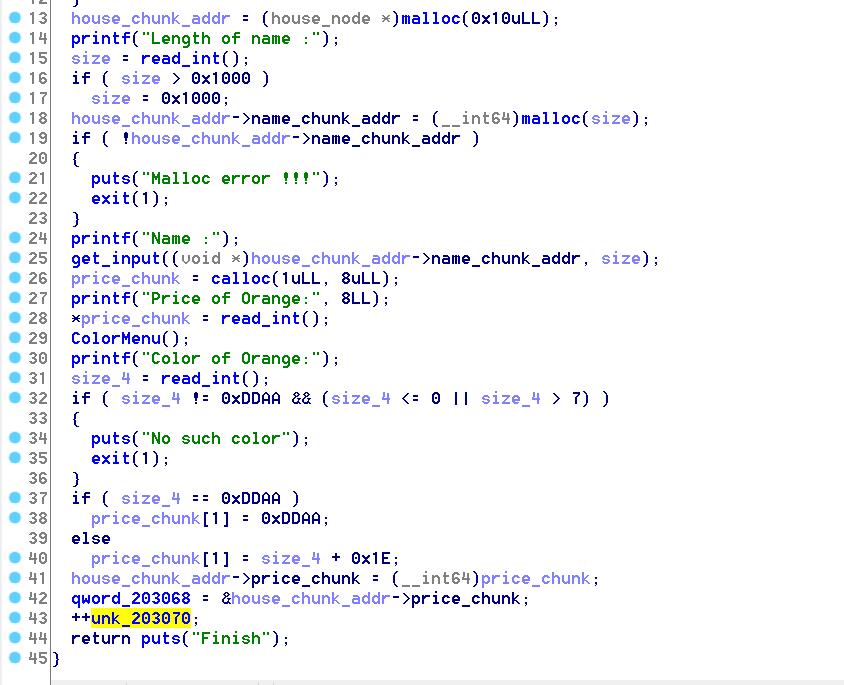 12 }
13 house_chunk_addr = (house_node *)malloc(0x10uLL);
14 printf("Length of name :");
15 size = read_int();
16 if ( size > 0x1000 )
17 size = 0x1000;
18 house_chunk_addr->name_chunk_addr = (__int64)malloc(size);
19 if ( !house_chunk_addr->name_chunk_addr )
20 {
21 puts("Malloc error !!!");
22 exit(1);
23 }
24 printf("Name :");
25 get_input((void *)house_chunk_addr->name_chunk_addr, size);
26 price_chunk = calloc(1uLL, 8uLL);
27 printf("Price of Orange:", 8LL);
28 *price_chunk = read_int();
29 ColorMenu();
30 printf("Color of Orange:");
31 size_4 = read_int();
32 if ( size_4 != 0xDDAA && (size_4 <= 0 || size_4 > 7) )
33 {
34 puts("No such color");
35 exit(1);
36 }
37 if ( size_4 == 0xDDAA )
38 price_chunk[1] = 0xDDAA;
39 else
40 price_chunk[1] = size_4 + 0x1E;
41 house_chunk_addr->price_chunk = (__int64)price_chunk;
42 qword_203068 = &house_chunk_addr->price_chunk;
43 ++unk_203070;
44 return puts("Finish");
45 }